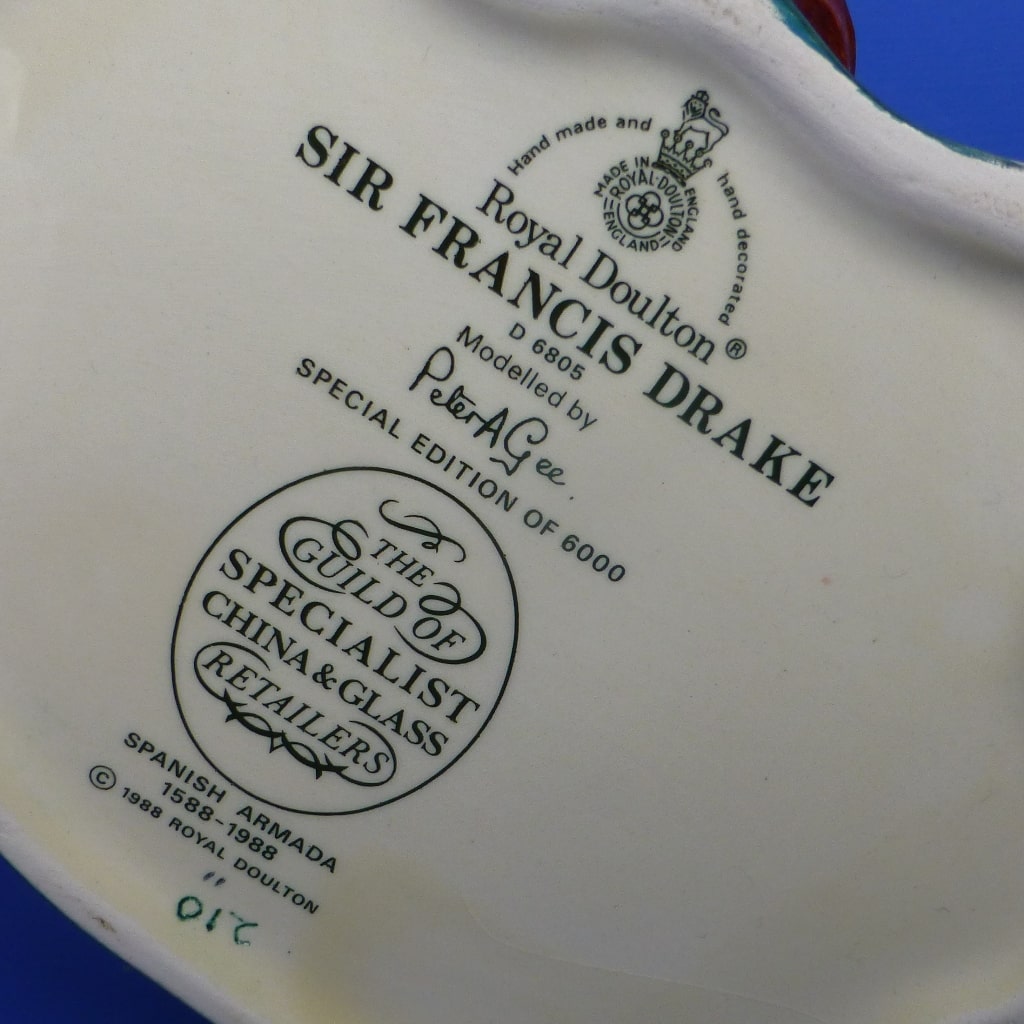 Hand made and hand decorated
MADE IN ENGLAND
ROYAL·DOULTON
ENGLAND
Royal Doulton ®
SIR FRANCIS DRAKE
D 6805
Modelled by
Peter A Gee.
SPECIAL EDITION OF 6000
THE
GUILD OF
SPECIALIST
CHINA & GLASS
RETAILERS
SPANISH ARMADA
1588-1988
© 1988 ROYAL DOULTON